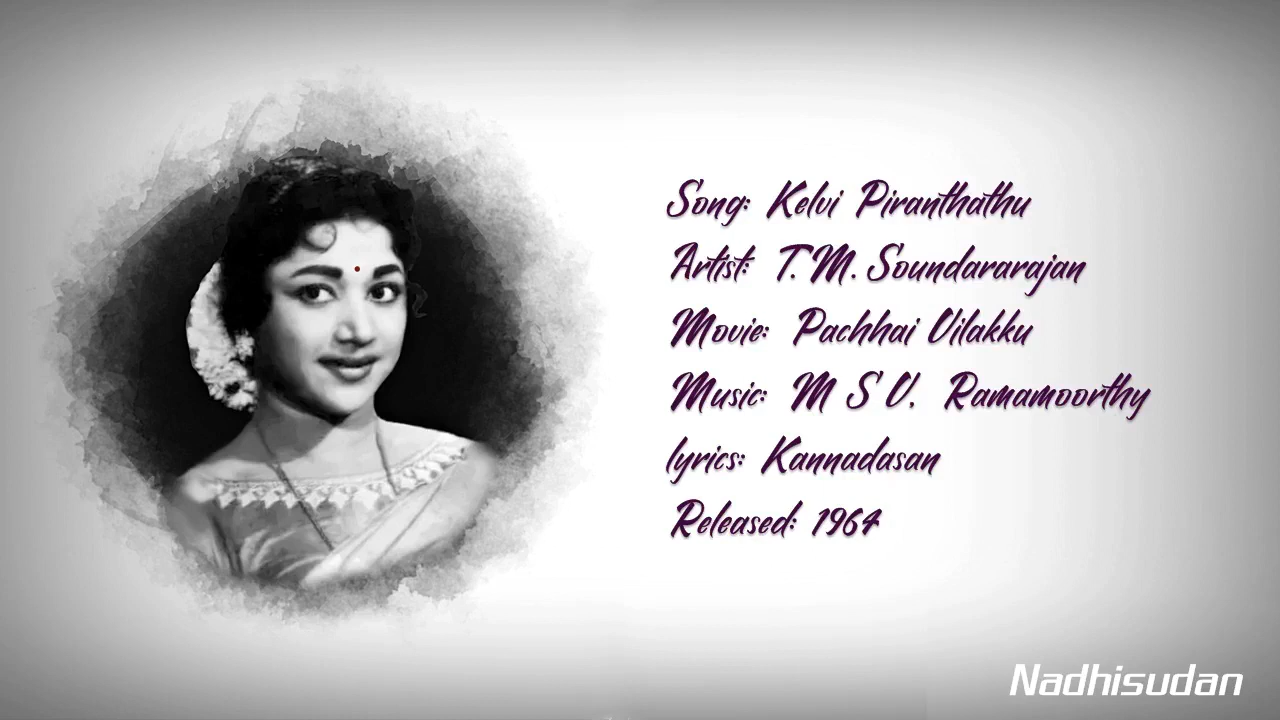 Song: Kelvi Piranthathu
Artist: T.M. Soundararajan
Movie: Pachhai Vilakku
Music: M S V, Ramamoorthy
lyrics: Kannadasan
Released: 1964
Nadhisudan